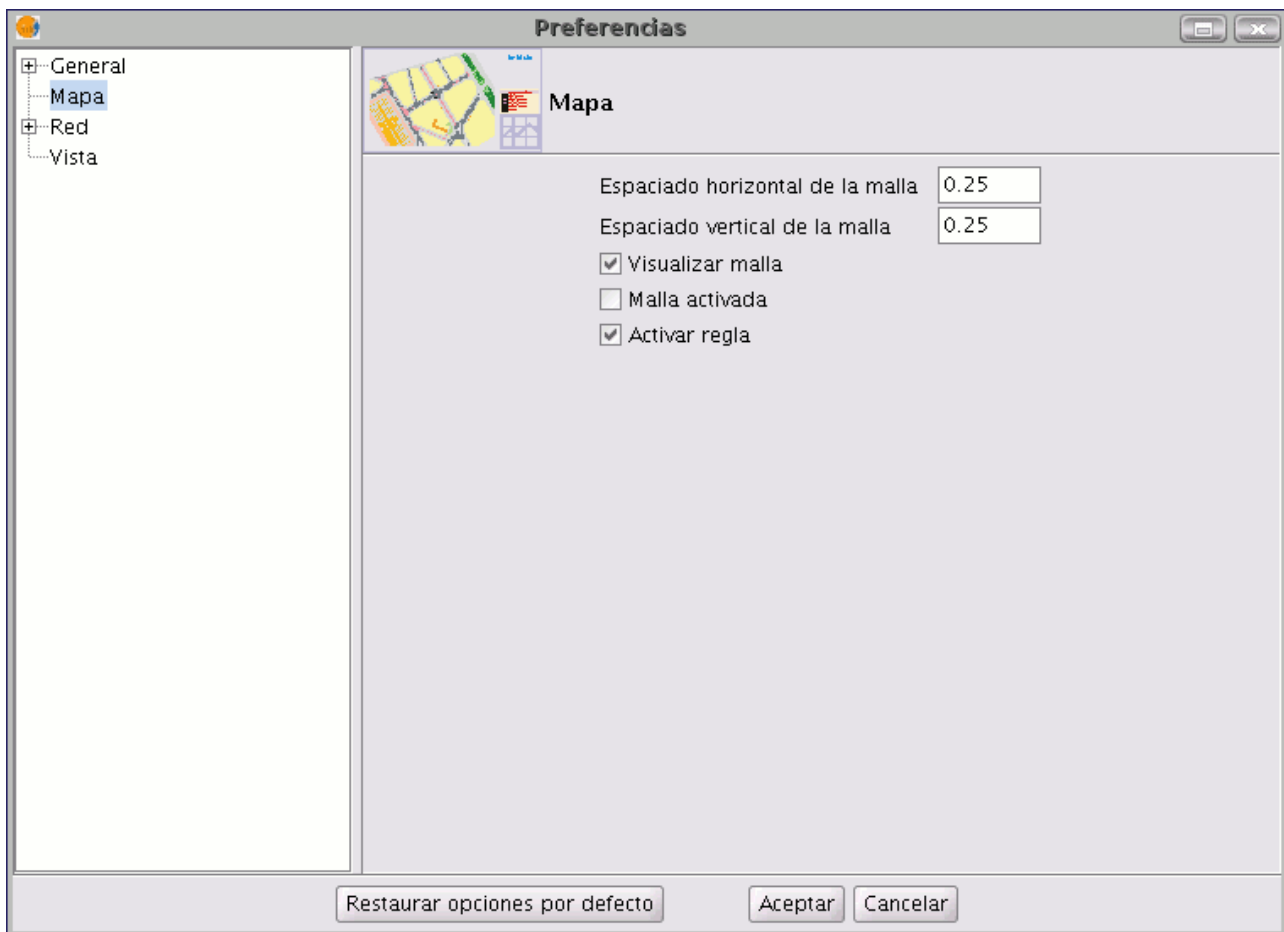 Preferencias
General
Mapa
Red
Vista
Mapa
Espaciado horizontal de la malla 0.25
Espaciado vertical de la malla 0.25
Visualizar malla
Malla activada
Activar regla
Restaurar opciones por defecto Aceptar Cancelar